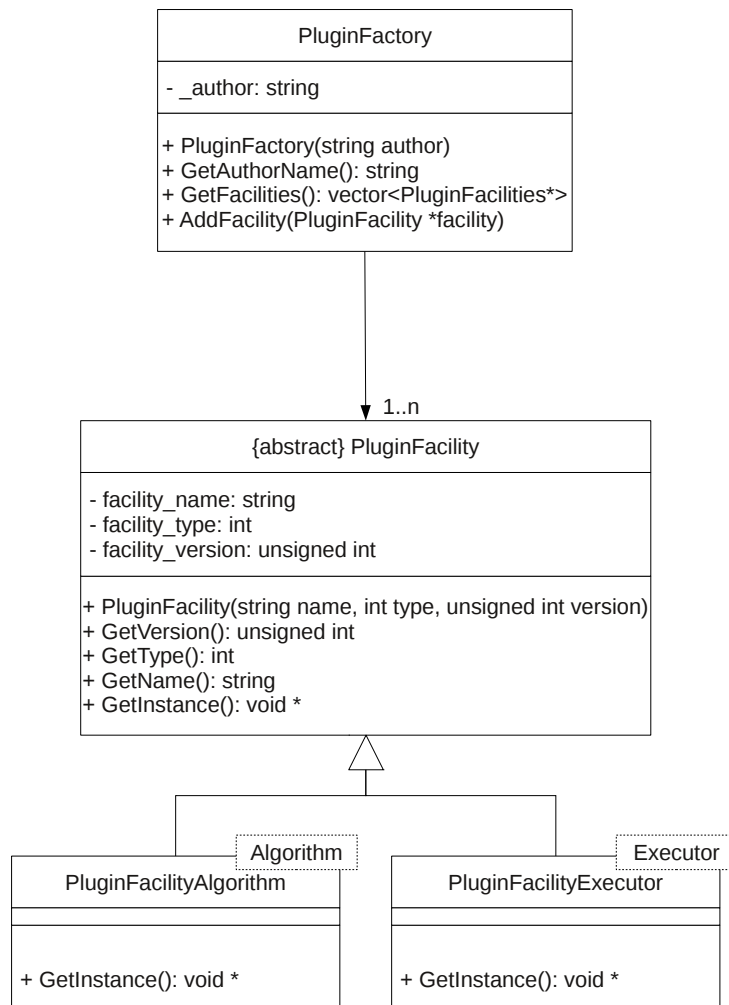 PluginFactory
- _author: string
+ PluginFactory(string author)
+ GetAuthorName(): string
+ GetFacilities(): vector<PluginFacilities*>
+ AddFacility(PluginFacility *facility)
1..n
{abstract} PluginFacility
- facility_name: string
- facility_type: int
- facility_version: unsigned int
+ PluginFacility(string name, int type, unsigned int version)
+ GetVersion(): unsigned int
+ GetType(): int
+ GetName(): string
+ GetInstance(): void *
Algorithm
PluginFacilityAlgorithm
+ GetInstance(): void *
Executor
PluginFacilityExecutor
+ GetInstance(): void *